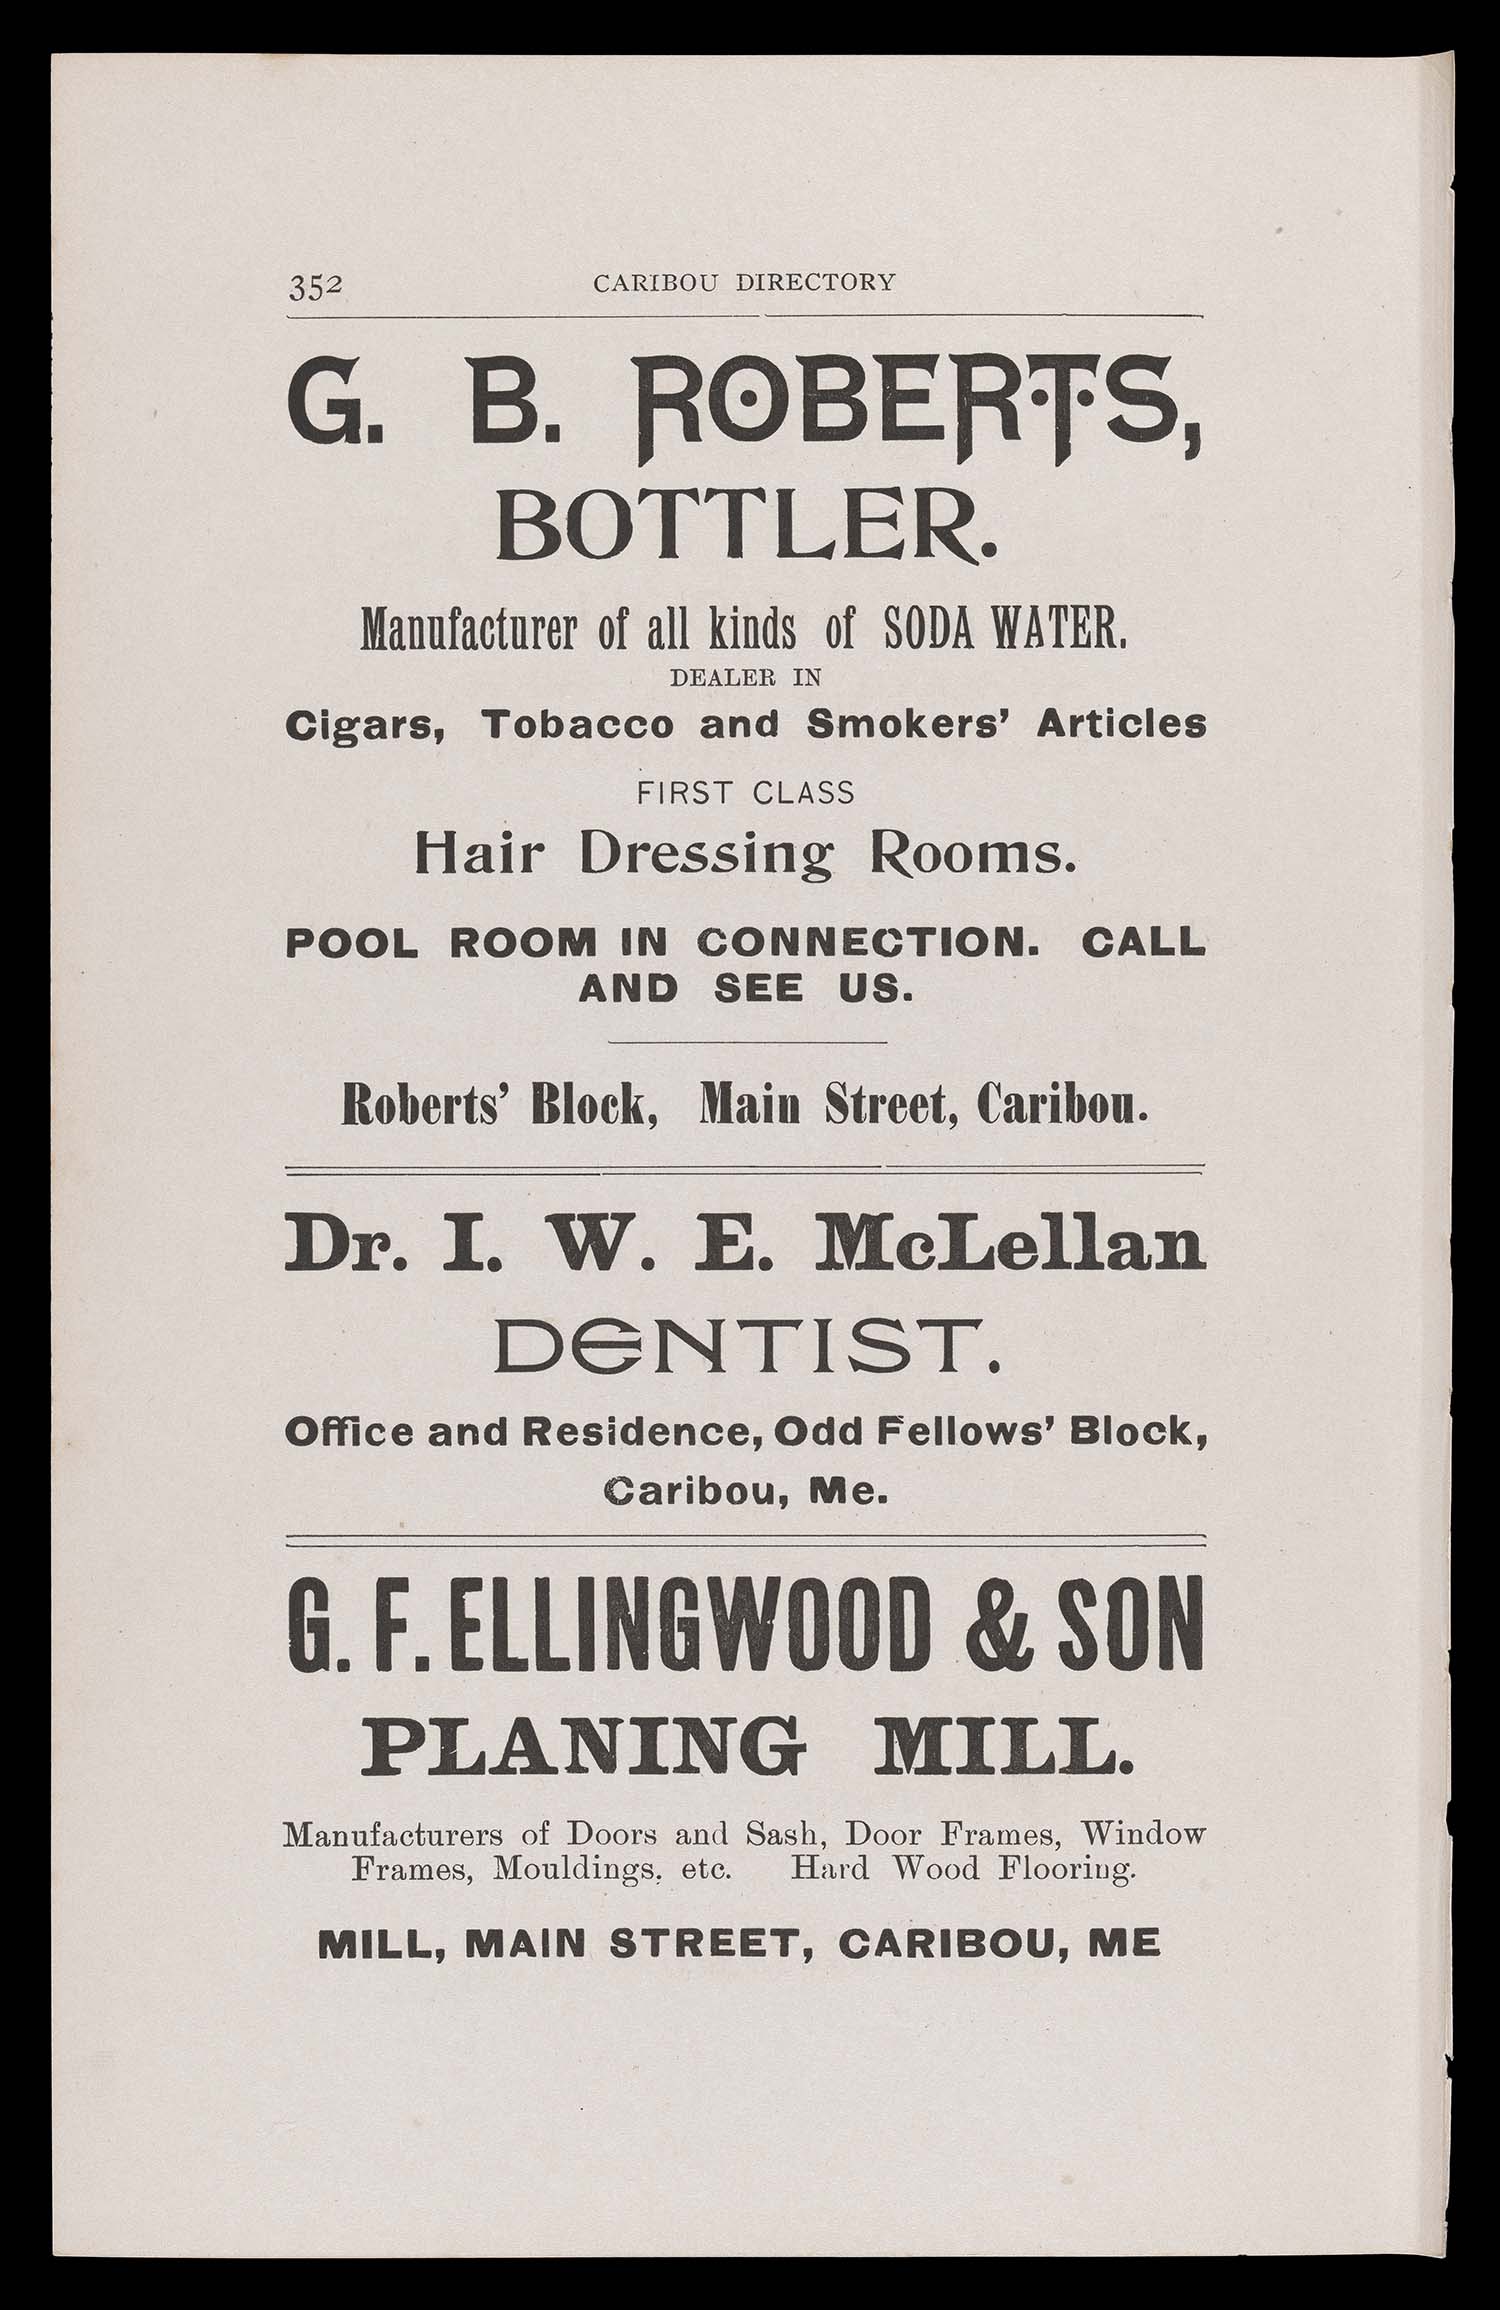 352 CARIBOU DIRECTORY
G. B. ROBERTS,
BOTTLER.
Manufacturer of all kinds of SODA WATER.
DEALER IN
Cigars, Tobacco and Smokers' Articles
FIRST CLASS
Hair Dressing Rooms.
POOL ROOM IN CONNECTION. CALL
AND SEE US.
Roberts' Block, Main Street, Caribou.
Dr. I. W. E. McLellan
DENTIST.
Office and Residence, Odd Fellows' Block,
Caribou, Me.
G. F. ELLINGWOOD & SON
PLANING MILL.
Manufacturers of Doors and Sash, Door Frames, Window
Frames, Mouldings. etc. Hard Wood Flooring.
MILL, MAIN STREET, CARIBOU, ME